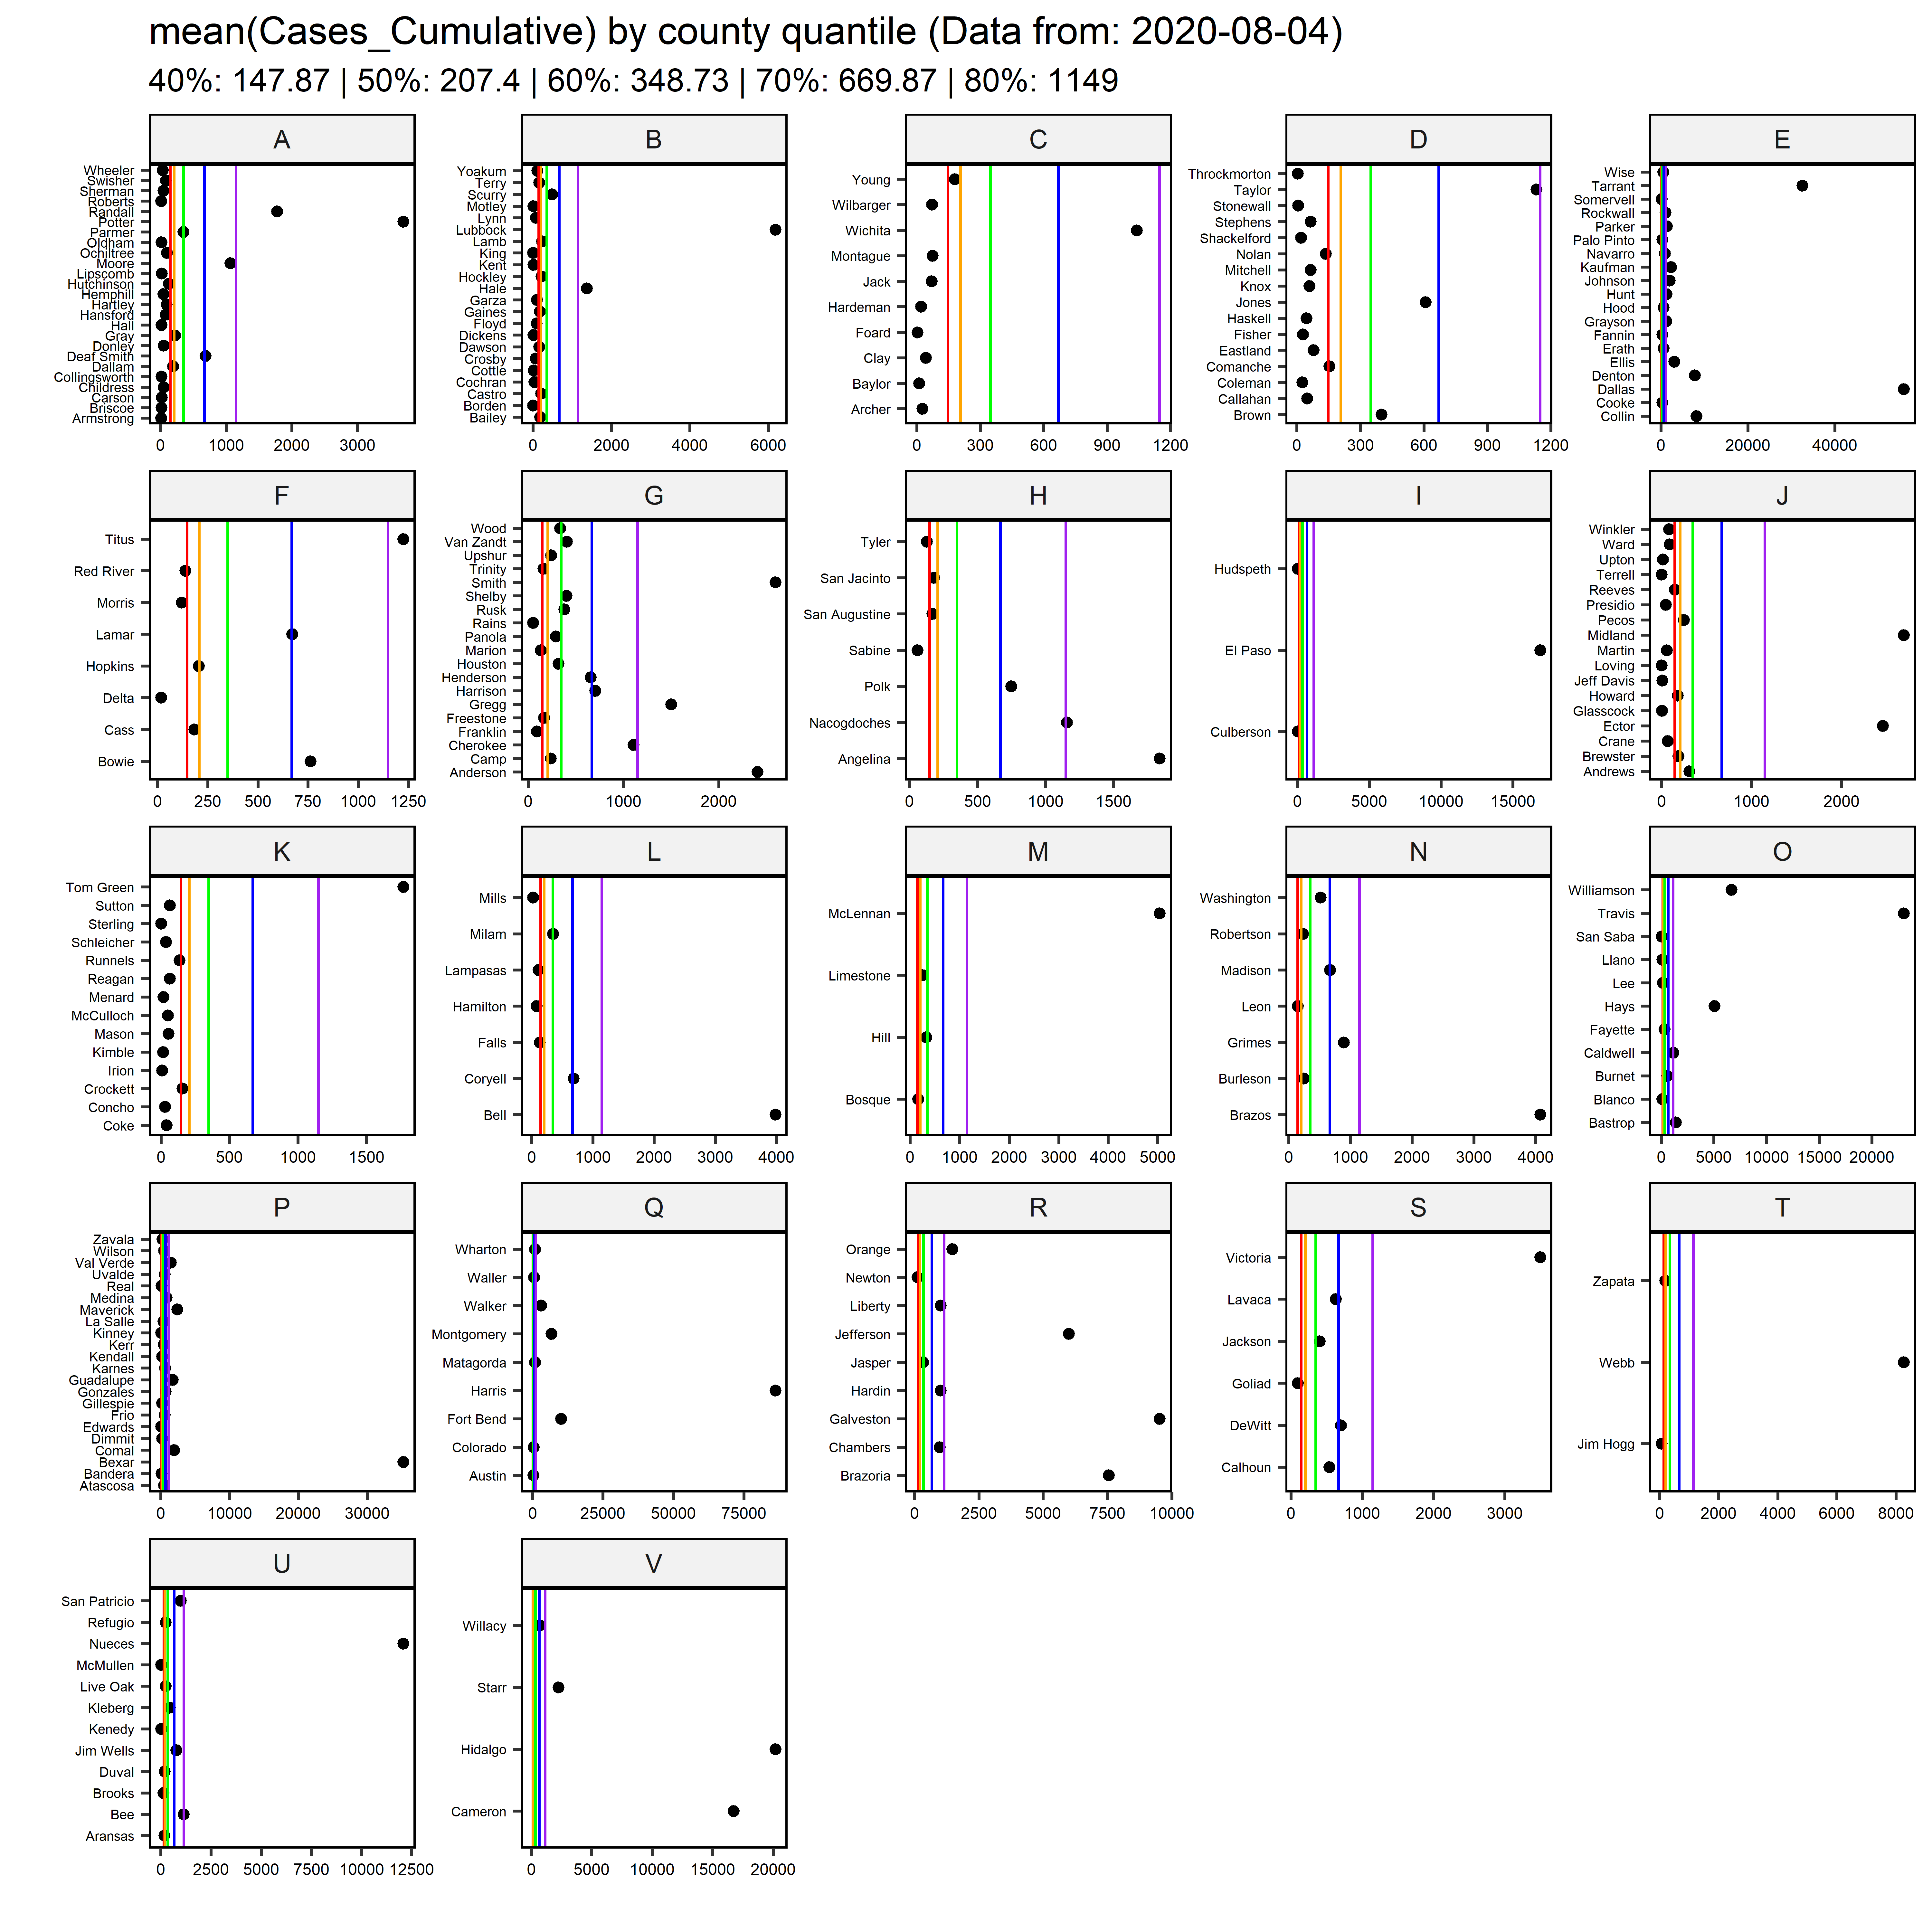 mean(Cases_Cumulative) by county quantile (Data from: 2020-08-04)
40%: 147.87 | 50%: 207.4 | 60%: 348.73 | 70%: 669.87 | 80%: 1149
A
Wheeler
Swisher
Sherman
Roberts
Randall
Potter
Parmer
Oldham
Ochiltree
Moore
Lipscomb
Hutchinson
Hemphill
Hartley
Hansford
Hall
Gray
Donley
Deaf Smith
Dallam
Collingsworth
Childress
Carson
Briscoe
Armstrong
0 1000 2000 3000
B
Yoakum
Terry
Scurry
Motley
Lynn
Lubbock
Lamb
King
Kent
Hockley
Hale
Garza
Gaines
Floyd
Dickens
Dawson
Crosby
Cottle
Cochran
Castro
Borden
Bailey
0 2000 4000 6000
C
Young
Wilbarger
Wichita
Montague
Jack
Hardeman
Foard
Clay
Baylor
Archer
0 300 600 900 1200
D
Throckmorton
Taylor
Stonewall
Stephens
Shackelford
Nolan
Mitchell
Knox
Jones
Haskell
Fisher
Eastland
Comanche
Coleman
Callahan
Brown
0 300 600 900 1200
E
Wise
Tarrant
Somervell
Rockwall
Parker
Palo Pinto
Navarro
Kaufman
Johnson
Hunt
Hood
Grayson
Fannin
Erath
Ellis
Denton
Dallas
Cooke
Collin
0 20000 40000
F
Titus
Red River
Morris
Lamar
Hopkins
Delta
Cass
Bowie
0 250 500 750 1000 1250
G
Wood
Van Zandt
Upshur
Trinity
Smith
Shelby
Rusk
Rains
Panola
Marion
Houston
Henderson
Harrison
Gregg
Freestone
Franklin
Cherokee
Camp
Anderson
0 1000 2000
H
Tyler
San Jacinto
San Augustine
Sabine
Polk
Nacogdoches
Angelina
0 500 1000 1500
I
Hudspeth
El Paso
Culberson
0 5000 10000 15000
J
Winkler
Ward
Upton
Terrell
Reeves
Presidio
Pecos
Midland
Martin
Loving
Jeff Davis
Howard
Glasscock
Ector
Crane
Brewster
Andrews
0 1000 2000
K
Tom Green
Sutton
Sterling
Schleicher
Runnels
Reagan
Menard
McCulloch
Mason
Kimble
Irion
Crockett
Concho
Coke
0 500 1000 1500
L
Mills
Milam
Lampasas
Hamilton
Falls
Coryell
Bell
0 1000 2000 3000 4000
M
McLennan
Limestone
Hill
Bosque
0 1000 2000 3000 4000 5000
N
Washington
Robertson
Madison
Leon
Grimes
Burleson
Brazos
0 1000 2000 3000 4000
O
Williamson
Travis
San Saba
Llano
Lee
Hays
Fayette
Caldwell
Burnet
Blanco
Bastrop
0 5000 10000 15000 20000
P
Zavala
Wilson
Val Verde
Uvalde
Real
Medina
Maverick
La Salle
Kinney
Kerr
Kendall
Karnes
Guadalupe
Gonzales
Gillespie
Frio
Edwards
Dimmit
Comal
Bexar
Bandera
Atascosa
0 10000 20000 30000
Q
Wharton
Waller
Walker
Montgomery
Matagorda
Harris
Fort Bend
Colorado
Austin
0 25000 50000 75000
R
Orange
Newton
Liberty
Jefferson
Jasper
Hardin
Galveston
Chambers
Brazoria
0 2500 5000 7500 10000
S
Victoria
Lavaca
Jackson
Goliad
DeWitt
Calhoun
0 1000 2000 3000
T
Zapata
Webb
Jim Hogg
0 2000 4000 6000 8000
U
San Patricio
Refugio
Nueces
McMullen
Live Oak
Kleberg
Kenedy
Jim Wells
Duval
Brooks
Bee
Aransas
0 2500 5000 7500 10000 12500
V
Willacy
Starr
Hidalgo
Cameron
0 5000 10000 15000 20000